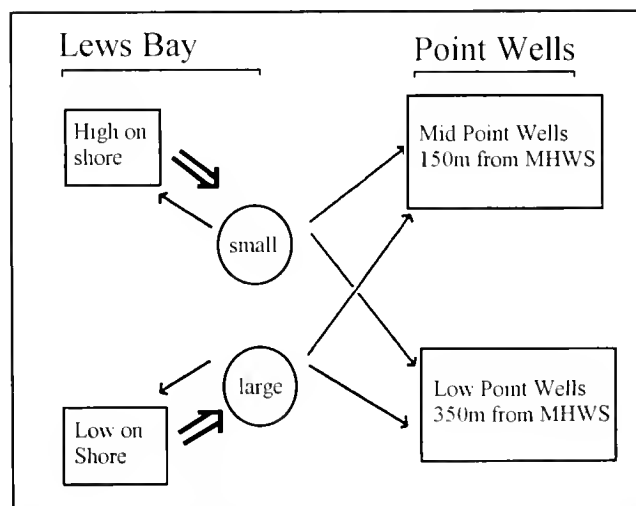 Lews Bay
Point Wells
High on
shore
Mid Point Wells
150m from MHWS
small
large
Low on
Shore
Low Point Wells
350m from MHWS